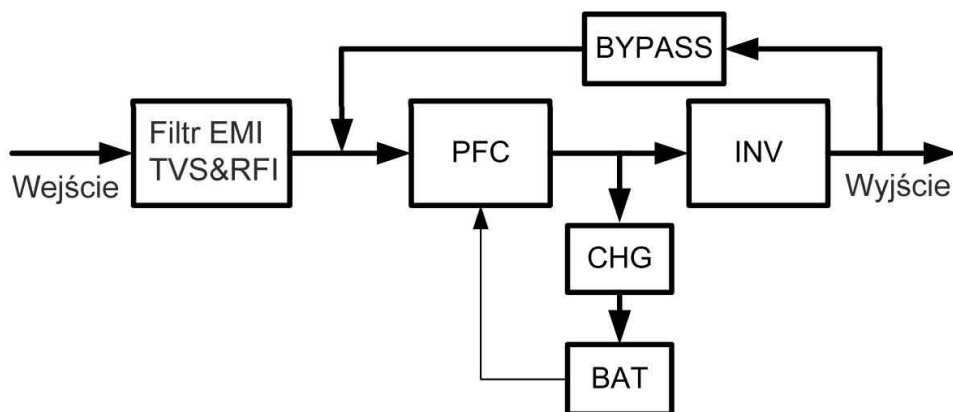 BYPASS
Filtr EMI
TVS&RFI
PFC
INV
Wejście
Wyjście
CHG
BAT